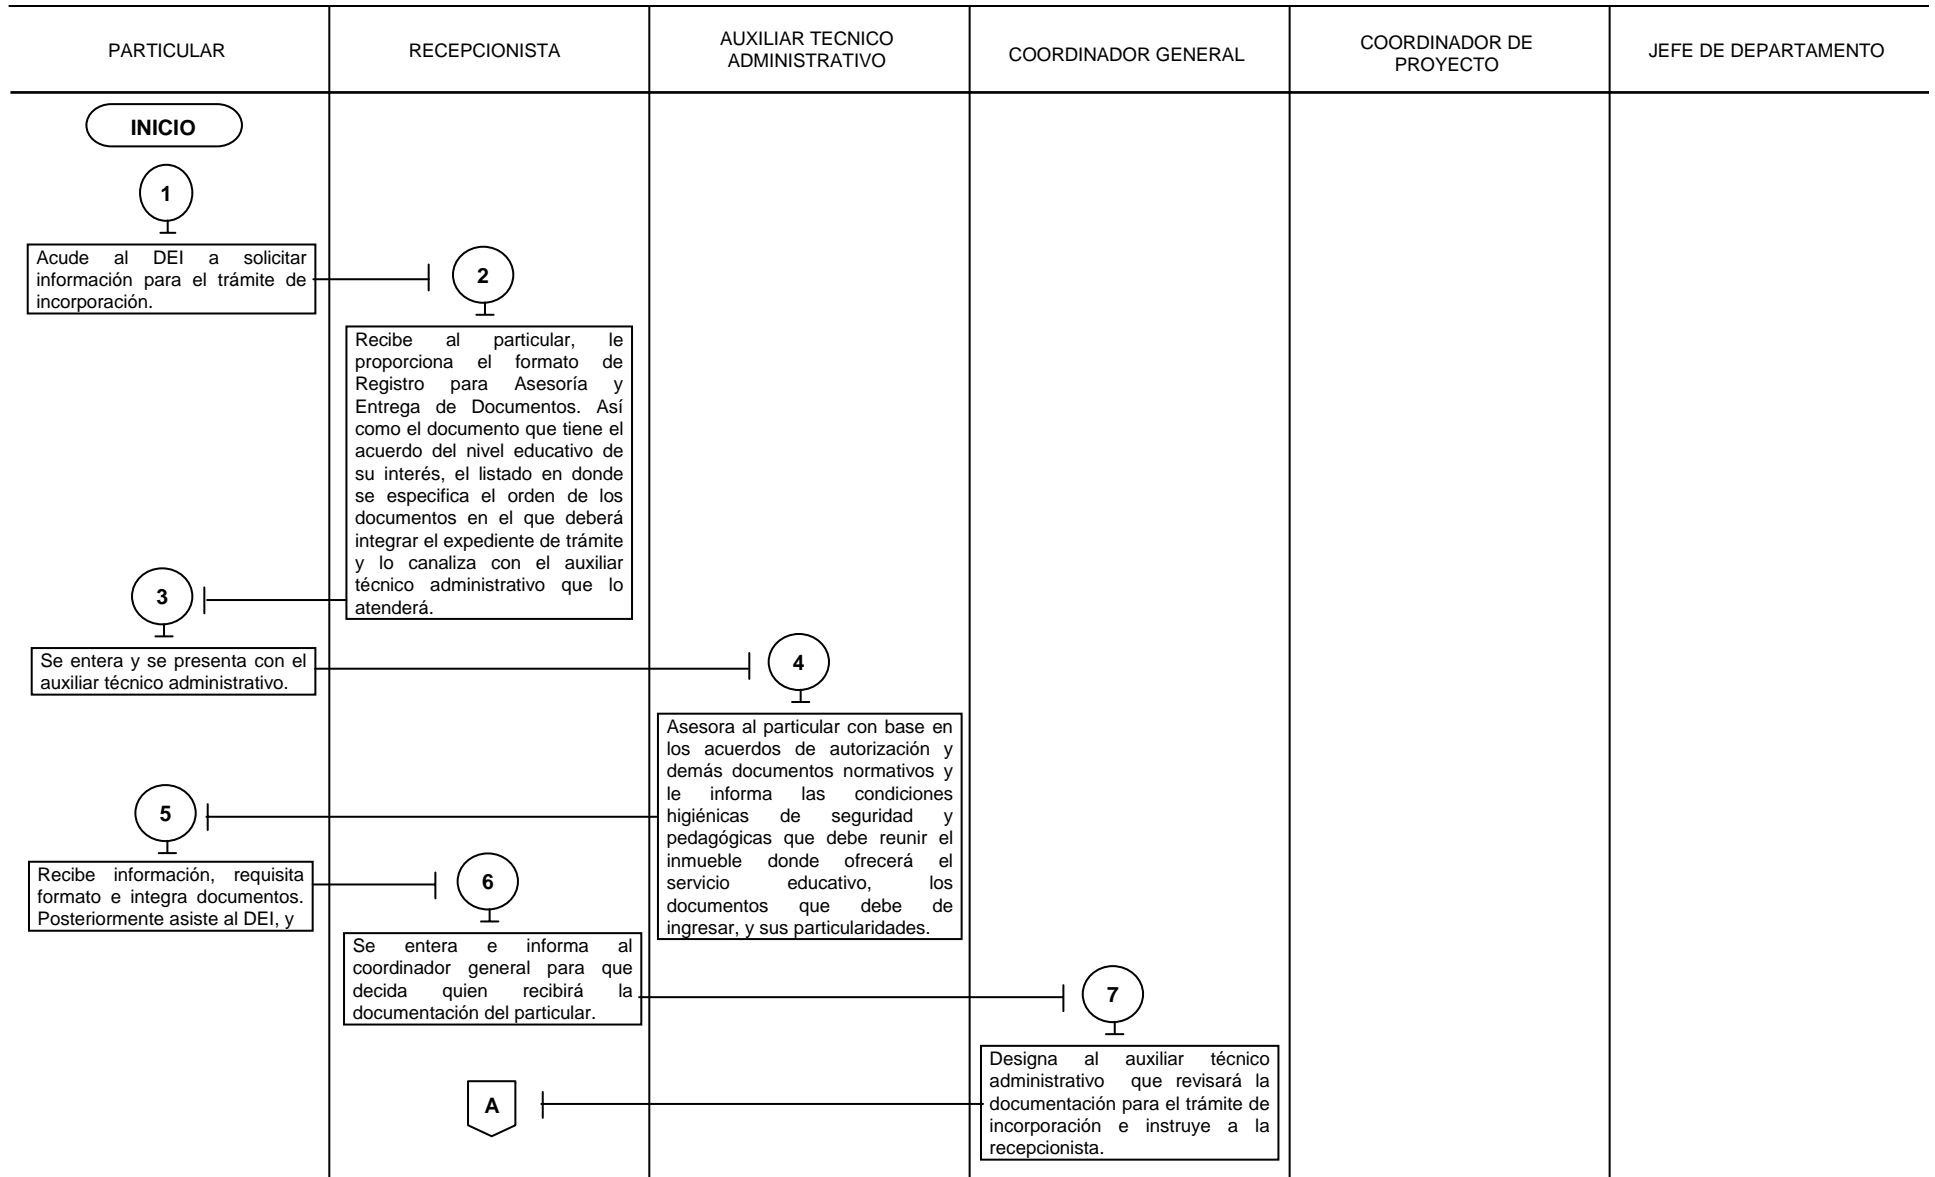 PARTICULAR
RECEPCIONISTA
AUXILIAR TECNICO
ADMINISTRATIVO
COORDINADOR GENERAL
COORDINADOR DE
PROYECTO
JEFE DE DEPARTAMENTO
INICIO
1
Acude al DEI a solicitar
información para el trámite de
incorporación.
2
Recibe al particular, le
proporciona el formato de
Registro para Asesoría y
Entrega de Documentos. Así
como el documento que tiene el
acuerdo del nivel educativo de
su interés, el listado en donde
se especifica el orden de los
documentos en el que deberá
integrar el expediente de trámite
y lo canaliza con el auxiliar
técnico administrativo que lo
atenderá.
3
Se entera y se presenta con el
auxiliar técnico administrativo.
4
Asesora al particular con base en
los acuerdos de autorización y
demás documentos normativos y
le informa las condiciones
higiénicas de seguridad y
pedagógicas que debe reunir el
inmueble donde ofrecerá el
servicio educativo, los
documentos que debe de
ingresar, y sus particularidades.
5
Recibe información, requisita
formato e integra documentos.
Posteriormente asiste al DEI, y
6
Se entera e informa al
coordinador general para que
decida quien recibirá la
documentación del particular.
7
Designa al auxiliar técnico
administrativo que revisará la
documentación para el trámite de
incorporación e instruye a la
recepcionista.
A